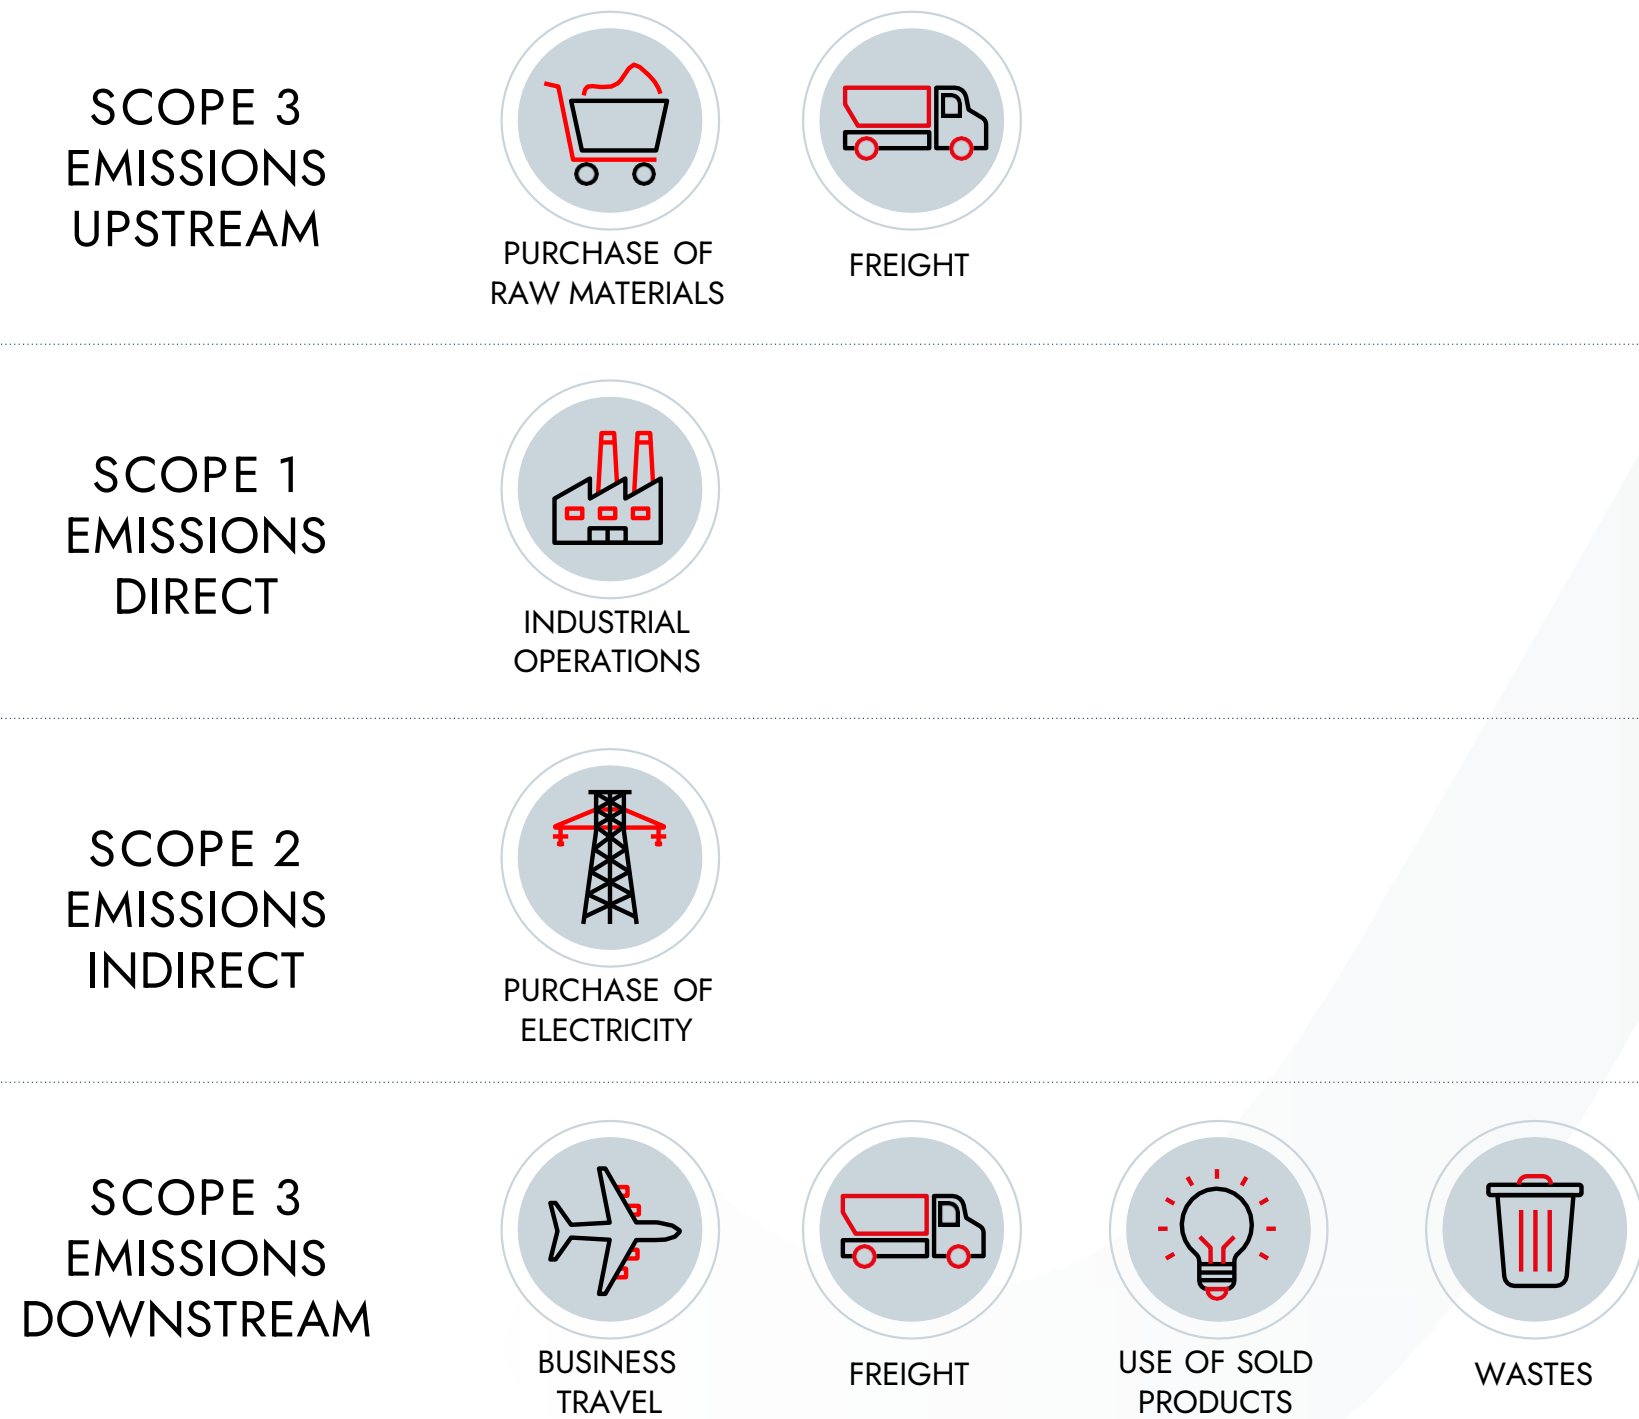 SCOPE 3
EMISSIONS
UPSTREAM
PURCHASE OF
RAW MATERIALS
FREIGHT
SCOPE 1
EMISSIONS
DIRECT
INDUSTRIAL
OPERATIONS
SCOPE 2
EMISSIONS
INDIRECT
PURCHASE OF
ELECTRICITY
SCOPE 3
EMISSIONS
DOWNSTREAM
BUSINESS
TRAVEL
FREIGHT
USE OF SOLD
PRODUCTS
WASTES